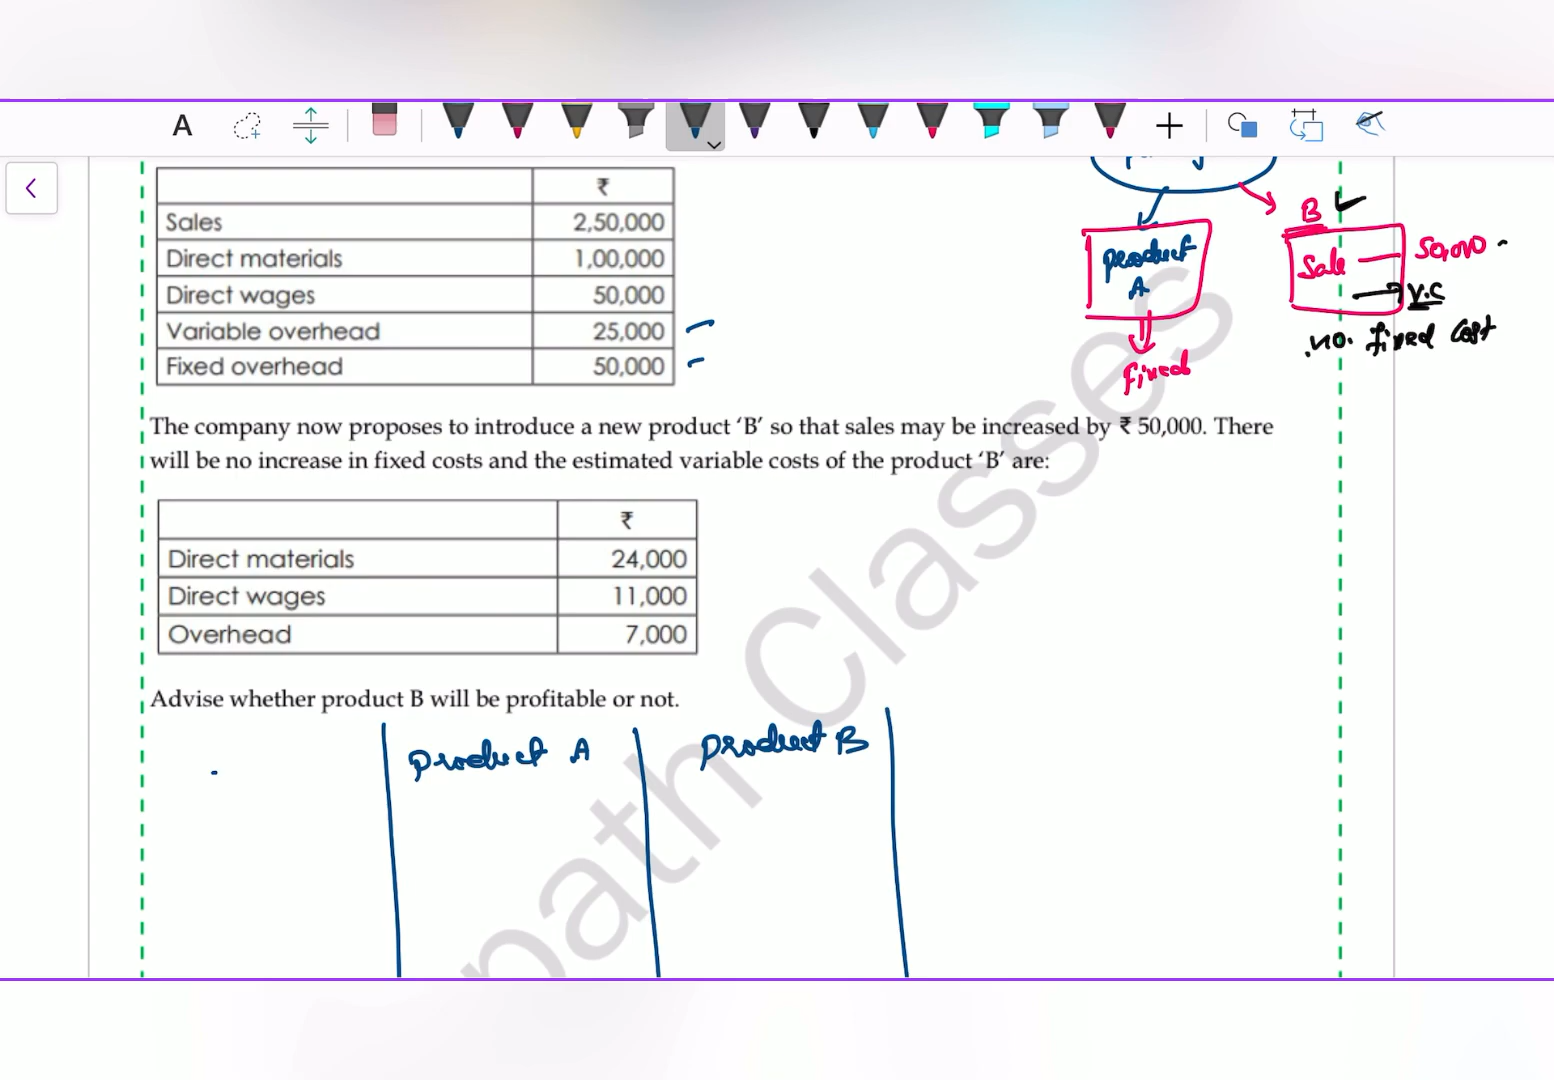 A
₹
Sales 2,50,000
Direct materials 1,00,000
Direct wages 50,000
Variable overhead 25,000
Fixed overhead 50,000
product
A
fixed
B
Sale 50,000
V.C
no. fixed cost
The company now proposes to introduce a new product ‘B’ so that sales may be increased by ₹ 50,000. There
will be no increase in fixed costs and the estimated variable costs of the product ‘B’ are:
₹
Direct materials 24,000
Direct wages 11,000
Overhead 7,000
Advise whether product B will be profitable or not.
product A product B
path Classes